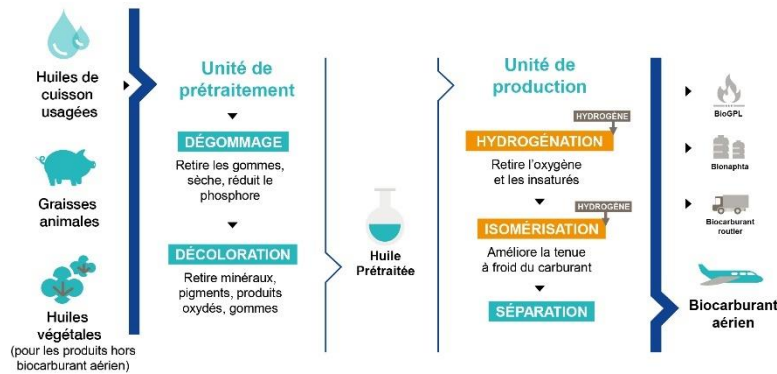 Huiles de
cuisson
usagées
Graisses
animales
Huiles
végétales
(pour les produits hors
biocarburant aérien)
Unité de
prétraitement
DÉGOMMAGE
Retire les gommes,
sèche, réduit le
phosphore
DÉCOLORATION
Retire minéraux,
pigments, produits
oxydés, gommes
Huile
Prétraitée
Unité de
production
HYDROGÈNE
HYDROGÉNATION
Retire l'oxygène
et les insaturés
HYDROGÈNE
ISOMÉRISATION
Améliore la tenue
à froid du carburant
SÉPARATION
BioGPL
Bionaphta
Biocarburant
routier
Biocarburant
aérien